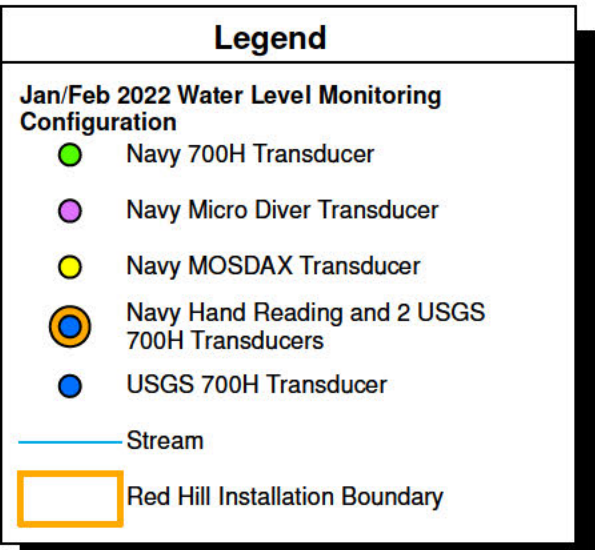 Legend
Jan/Feb 2022 Water Level Monitoring
Configuration
Navy 700H Transducer
Navy Micro Diver Transducer
Navy MOSDAX Transducer
Navy Hand Reading and 2 USGS
700H Transducers
USGS 700H Transducer
Stream
Red Hill Installation Boundary